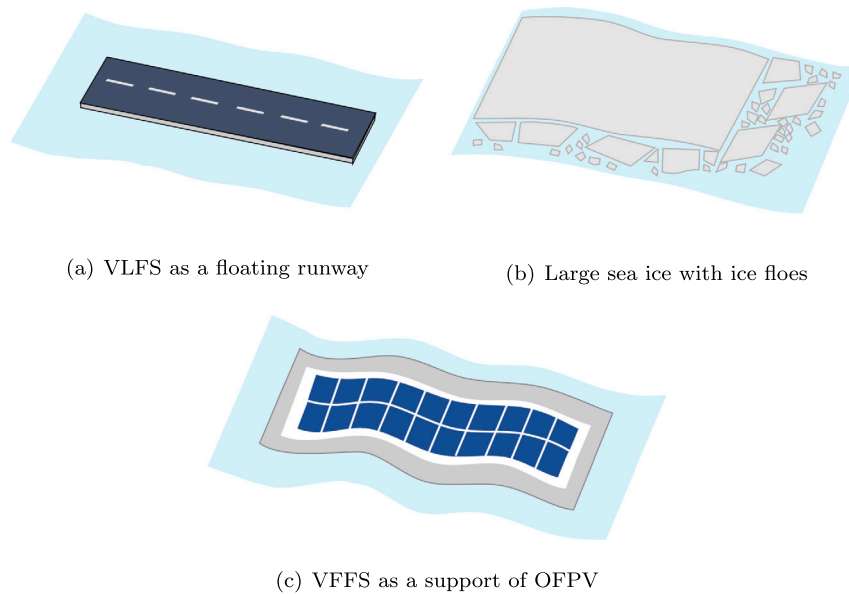 (a) VLFS as a floating runway
(b) Large sea ice with ice floes
(c) VFFS as a support of OFPV